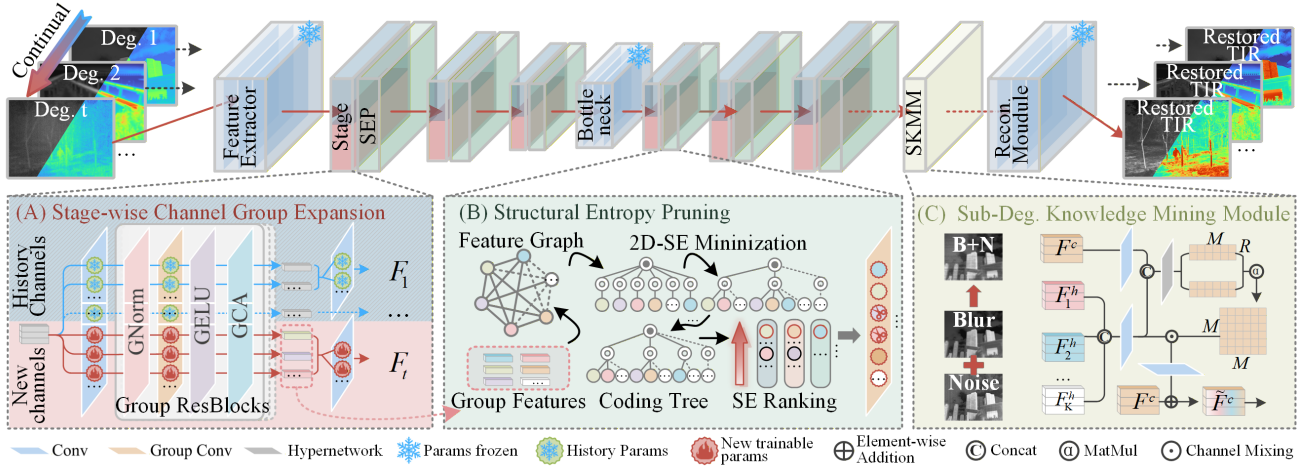 Continual
Deg. 1
Deg. 2
Deg. t
...
Feature
Extractor
Stage
SEP
Bottle
neck
SKMM
Recon
Moudule
Restored
TIR
Restored
TIR
Restored
TIR
...
(A) Stage-wise Channel Group Expansion
History
Channels
New
channels
GNorm
GELU
GCA
...
F1
...
Ft
Group ResBlocks
(B) Structural Entropy Pruning
Feature Graph
2D-SE Mininization
Group Features
Coding Tree
SE Ranking
(C) Sub-Deg. Knowledge Mining Module
B+N
Blur
Noise
F^c
F_1^h
F_2^h
...
F_K^h
C
C
M
R
α
M
M
F^c
F̃^c
Conv
Group Conv
Hypernetwork
Params frozen
History Params
New trainable
params
Element-wise
Addition
C
Concat
α
MatMul
Channel Mixing